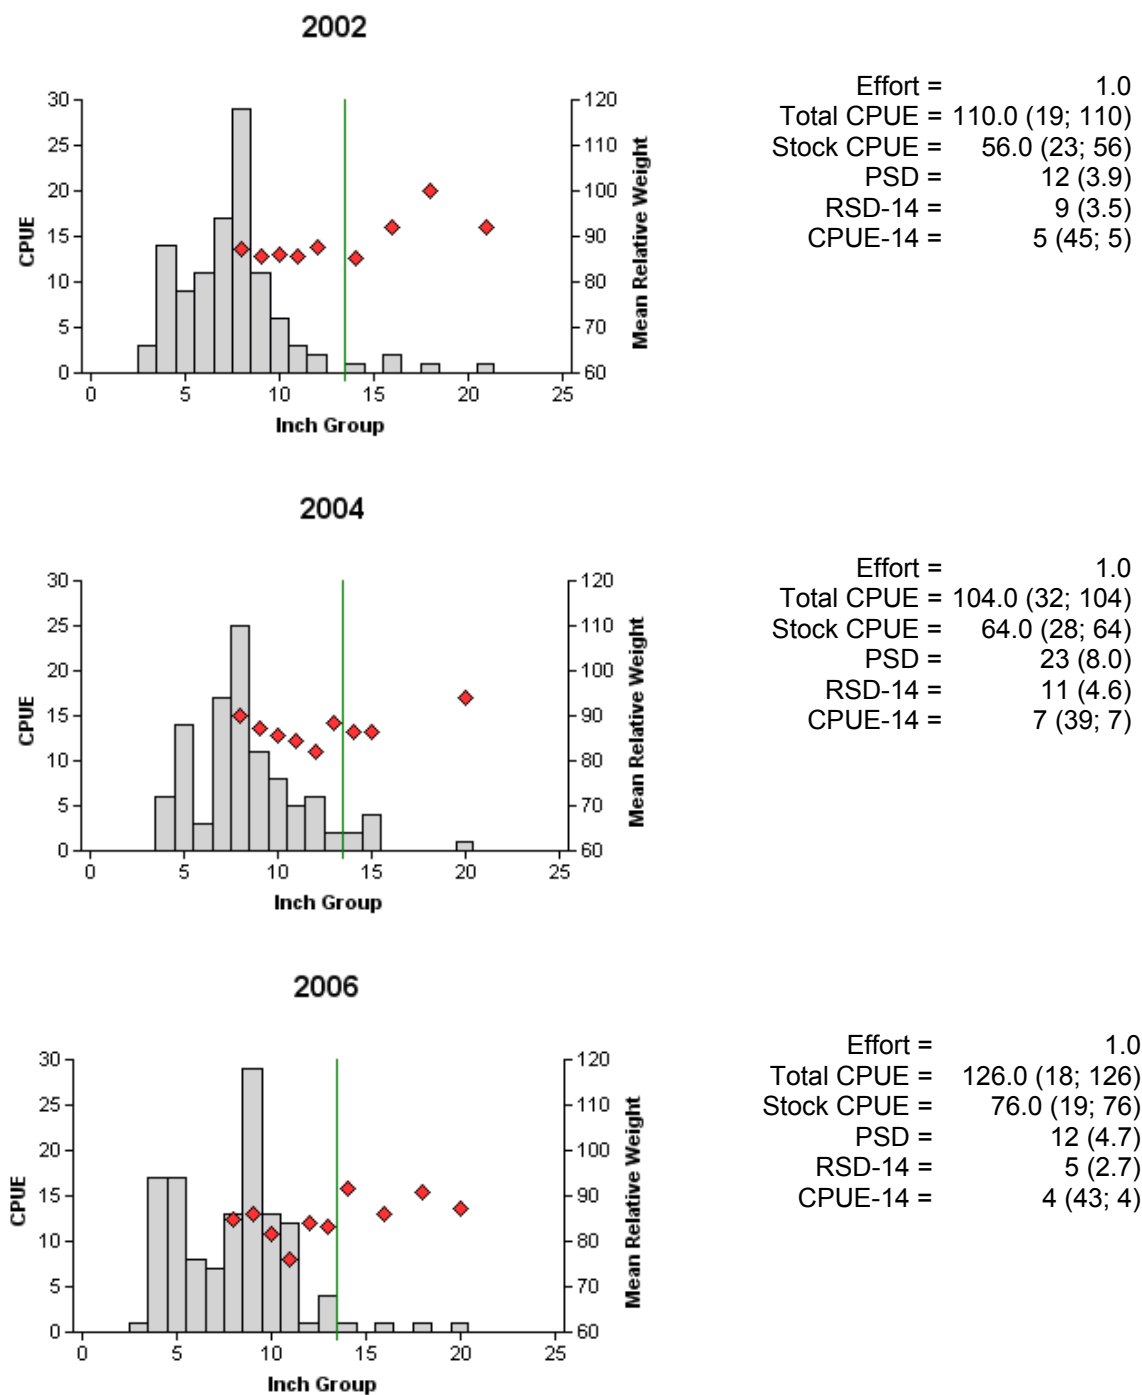 2002
Effort = 1.0
Total CPUE = 110.0 (19; 110)
Stock CPUE = 56.0 (23; 56)
PSD = 12 (3.9)
RSD-14 = 9 (3.5)
CPUE-14 = 5 (45; 5)
30 120
25 110
20 100
15 90
10 80
5 70
0 60
CPUE
Mean Relative Weight
0 5 10 15 20 25
Inch Group
2004
Effort = 1.0
Total CPUE = 104.0 (32; 104)
Stock CPUE = 64.0 (28; 64)
PSD = 23 (8.0)
RSD-14 = 11 (4.6)
CPUE-14 = 7 (39; 7)
30 120
25 110
20 100
15 90
10 80
5 70
0 60
CPUE
Mean Relative Weight
0 5 10 15 20 25
Inch Group
2006
Effort = 1.0
Total CPUE = 126.0 (18; 126)
Stock CPUE = 76.0 (19; 76)
PSD = 12 (4.7)
RSD-14 = 5 (2.7)
CPUE-14 = 4 (43; 4)
30 120
25 110
20 100
15 90
10 80
5 70
0 60
CPUE
Mean Relative Weight
0 5 10 15 20 25
Inch Group